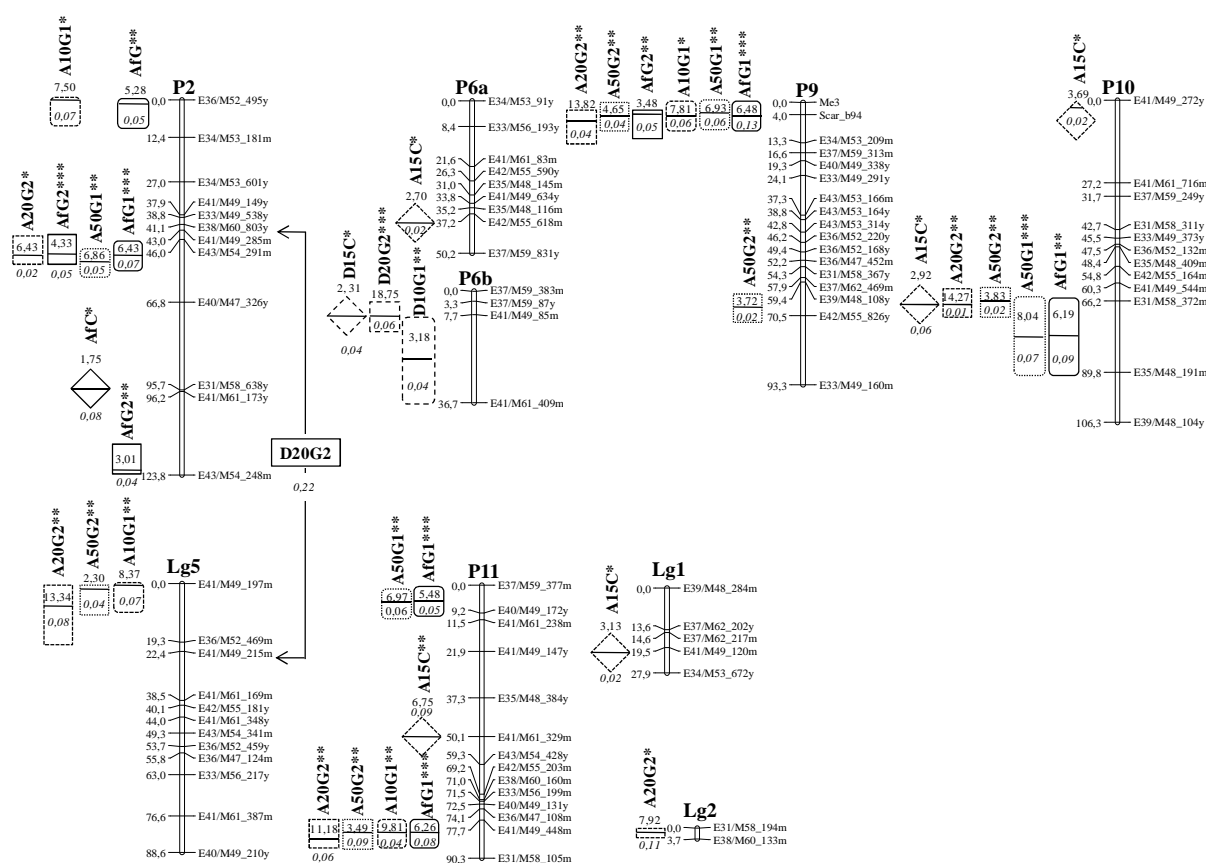 A10G1*
7,50
0,07
AfG**
5,28
0,05
A20G2*
6,43
0,02
AfG2***
4,33
0,05
A50G1**
6,86
0,05
AfG1***
6,43
0,07
AfC*
1,75
0,08
AfG2**
3,01
0,04
P2
0,0 E36/M52_495y
12,4 E34/M53_181m
27,0 E34/M53_601y
37,9 E41/M49_149y
38,8 E33/M49_538y
41,1 E38/M60_803y
43,0 E41/M49_285m
46,0 E43/M54_291m
66,8 E40/M47_326y
95,7 E31/M58_638y
96,2 E41/M61_173y
123,8 E43/M54_248m
D20G2
0,22
A15C*
2,70
0,02
P6a
0,0 E34/M53_91y
8,4 E33/M56_193y
21,6 E41/M61_83m
26,3 E42/M55_590y
31,0 E35/M48_145m
33,8 E41/M49_634y
35,2 E35/M48_116m
37,2 E42/M55_618m
50,2 E37/M59_831y
D15C*
2,31
0,04
D20G2***
18,75
0,06
D10G1***
3,18
0,04
P6b
0,0 E37/M59_383m
3,3 E37/M59_87y
7,7 E41/M49_85m
36,7 E41/M61_409m
A20G2**
13,82
0,04
A50G2**
4,65
0,04
AfG2**
3,48
0,05
A10G1*
7,81
0,06
A50G1**
6,93
0,06
AfG1***
6,48
0,13
A50G2**
3,72
0,02
P9
0,0 Me3
4,0 Scar_b94
13,3 E34/M53_209m
16,6 E37/M59_313m
19,3 E40/M49_338y
24,1 E33/M49_291y
37,3 E43/M53_166m
38,8 E43/M53_164y
42,8 E43/M53_314y
46,2 E36/M52_220y
49,4 E36/M52_168y
52,2 E36/M47_452m
54,3 E31/M58_367y
57,9 E37/M62_469m
59,4 E39/M48_108y
70,5 E42/M55_826y
93,3 E33/M49_160m
A15C*
3,69
0,02
A15C*
2,92
0,06
A20G2**
14,27
0,01
A50G2**
3,83
0,02
A50G1***
8,04
0,07
AfG1**
6,19
0,09
P10
0,0 E41/M49_272y
27,2 E41/M61_716m
31,7 E37/M59_249y
42,7 E31/M58_311y
45,5 E33/M49_373y
47,5 E36/M52_132m
48,4 E35/M48_409m
54,8 E42/M55_164m
60,3 E41/M49_544m
66,2 E31/M58_372m
89,8 E35/M48_191m
106,3 E39/M48_104y
A20G2**
13,34
0,08
A50G2**
2,30
0,04
A10G1**
8,37
0,07
Lg5
0,0 E41/M49_197m
19,3 E36/M52_469m
22,4 E41/M49_215m
38,5 E41/M61_169m
40,1 E42/M55_181y
44,0 E41/M61_348y
49,3 E43/M54_341m
53,7 E36/M52_459y
55,8 E36/M47_124m
63,0 E33/M56_217y
76,6 E41/M61_387m
88,6 E40/M49_210y
A50G1**
6,97
0,06
AfG1***
5,48
0,05
A15C**
6,75
0,09
A20G2**
11,18
0,06
A50G2**
3,49
0,09
A10G1**
9,81
0,04
AfG1***
6,26
0,08
P11
0,0 E37/M59_377m
9,2 E40/M49_172y
11,5 E41/M61_238m
21,9 E41/M49_147y
37,3 E35/M48_384y
50,1 E41/M61_329m
59,3 E43/M54_428y
69,2 E42/M55_203m
71,0 E38/M60_160m
71,5 E33/M56_199m
72,5 E40/M49_131y
74,1 E36/M47_108m
77,7 E41/M49_448m
90,3 E31/M58_105m
A15C*
3,13
0,02
Lg1
0,0 E39/M48_284m
13,6 E37/M62_202y
14,6 E37/M62_217m
19,5 E41/M49_120m
27,9 E34/M53_672y
A20G2*
7,92
0,11
Lg2
0,0 E31/M58_194m
3,7 E38/M60_133m